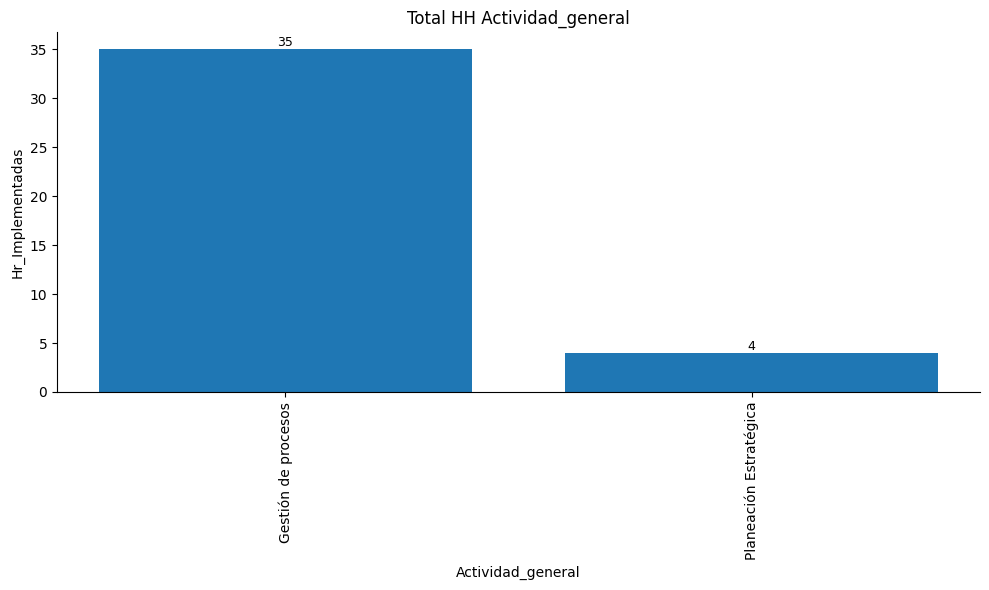 Total HH Actividad_general
35
4
35
30
25
20
15
10
5
0
Hr_Implementadas
Gestión de procesos
Planeación Estratégica
Actividad_general